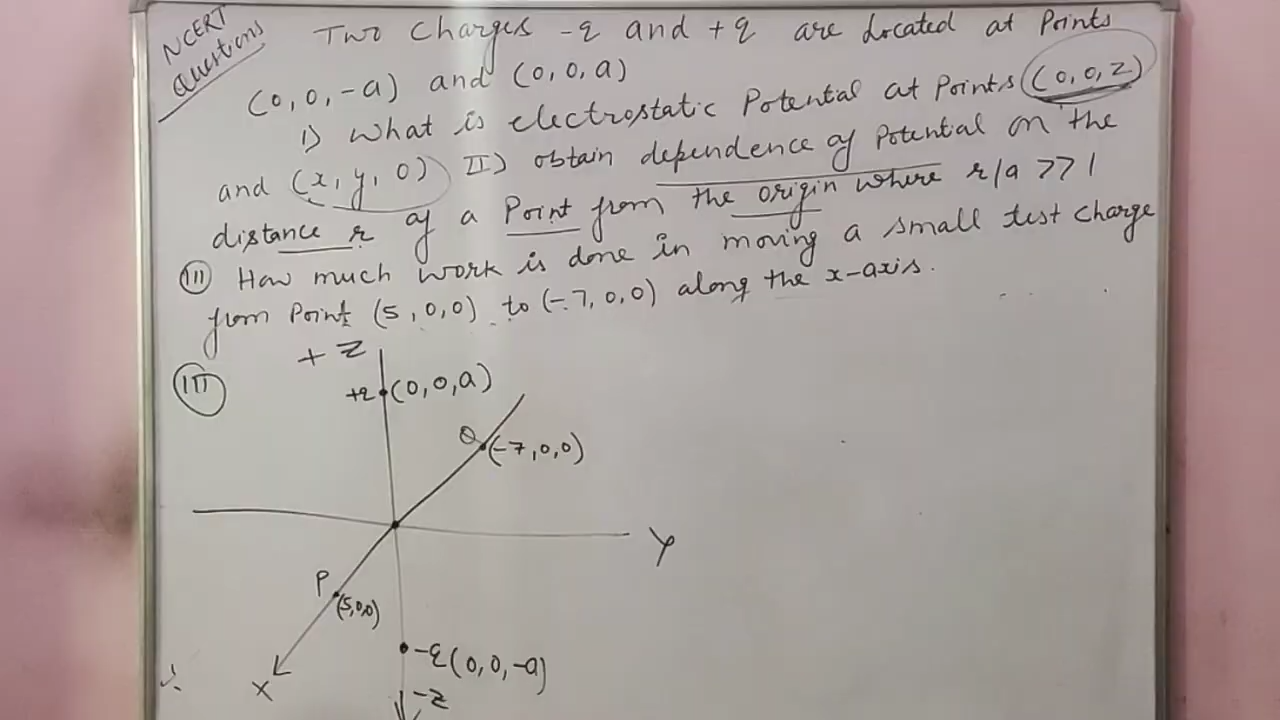 NCERT
Questions
Two Charges -q and +q are Located at Points
(0, 0, -a) and (0, 0, a)
I) What is electrostatic Potential at Points (0, 0, z)
and (x, y, 0) II) obtain dependence of Potential on the
distance r of a Point from the origin where r/a >> 1
III How much work is done in moving a small test charge
from Point (5, 0, 0) to (-7, 0, 0) along the x-axis.
III
+ Z
+q (0, 0, a)
Q (-7, 0, 0)
Y
P (5, 0, 0)
-q (0, 0, -a)
X
-Z